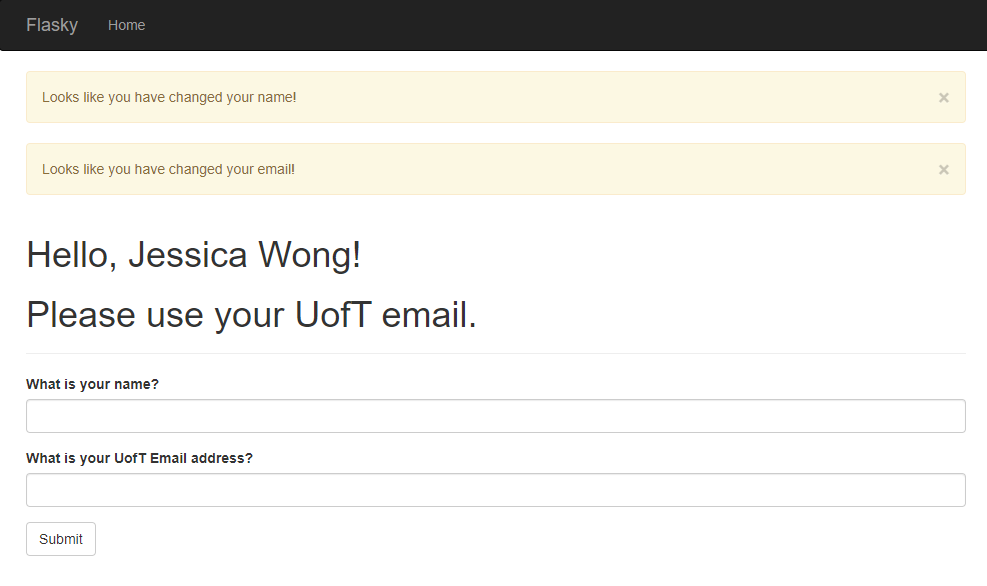 Flasky Home
Looks like you have changed your name! ×
Looks like you have changed your email! ×
Hello, Jessica Wong!
Please use your UofT email.
What is your name?
What is your UofT Email address?
Submit